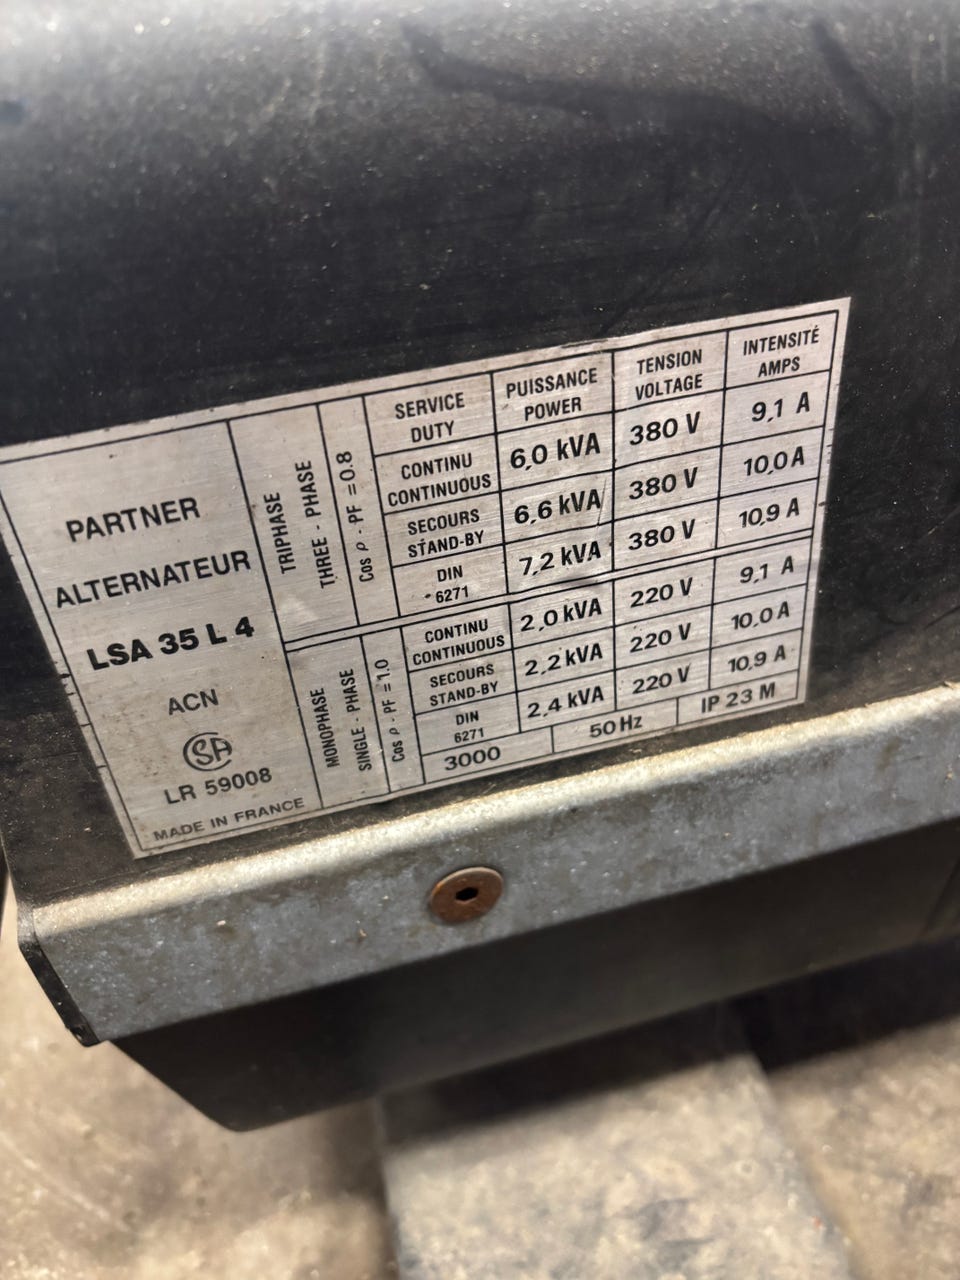 PARTNER
ALTERNATEUR
LSA 35 L 4
ACN
SA
LR 59008
MADE IN FRANCE
TRIPHASE
THREE - PHASE
Cos ρ - PF = 0.8
SERVICE DUTY PUISSANCE POWER TENSION VOLTAGE INTENSITÉ AMPS
CONTINU CONTINUOUS 6,0 kVA 380 V 9,1 A
SECOURS STAND-BY 6,6 kVA 380 V 10,0 A
DIN 6271 7,2 kVA 380 V 10,9 A
MONOPHASE
SINGLE - PHASE
Cos ρ - PF = 1.0
CONTINU CONTINUOUS 2,0 kVA 220 V 9,1 A
SECOURS STAND-BY 2,2 kVA 220 V 10,0 A
DIN 6271 2,4 kVA 220 V 10,9 A
3000 50 Hz IP 23 M